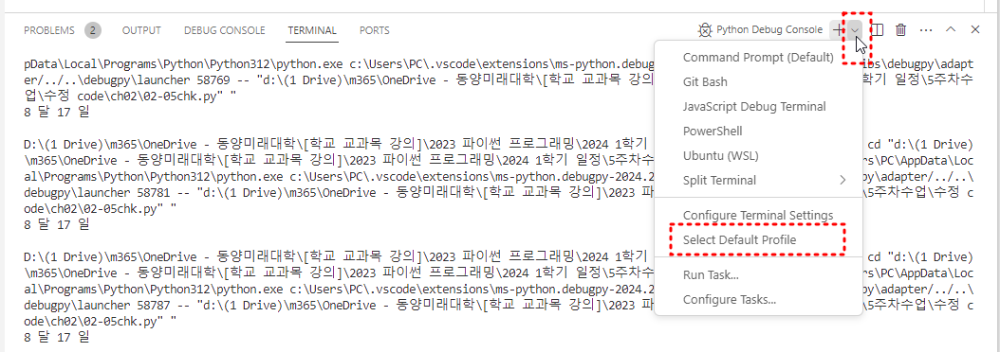 PROBLEMS 2 OUTPUT DEBUG CONSOLE TERMINAL PORTS Python Debug Console
pData\Local\Programs\Python\Python312\python.exe c:\Users\PC\.vscode\extensions\ms-python.debug ibs\debugpy\adapt
er/../..\debugpy\launcher 58769 -- "d:\(1 Drive)\m365\OneDrive - 동양미래대학\[학교 교과목 강의 학기 일정\5주차수
업\수정 code\ch02\02-05chk.py" "
8 달 17 일
D:\(1 Drive)\m365\OneDrive - 동양미래대학\[학교 교과목 강의]\2023 파이썬 프로그래밍\2024 1학기 cd "d:\(1 Drive)
\m365\OneDrive - 동양미래대학\[학교 교과목 강의]\2023 파이썬 프로그래밍\2024 1학기 일정\5주차수 ers\PC\AppData\Loc
al\Programs\Python\Python312\python.exe c:\Users\PC\.vscode\extensions\ms-python.debugpy-2024.2 py\adapter/../..\
debugpy\launcher 58781 -- "d:\(1 Drive)\m365\OneDrive - 동양미래대학\[학교 교과목 강의]\2023 파 \5주차수업\수정 c
ode\ch02\02-05chk.py" "
8 달 17 일
D:\(1 Drive)\m365\OneDrive - 동양미래대학\[학교 교과목 강의]\2023 파이썬 프로그래밍\2024 1학기 cd "d:\(1 Drive)
\m365\OneDrive - 동양미래대학\[학교 교과목 강의]\2023 파이썬 프로그래밍\2024 1학기 일정\5주차수 ers\PC\AppData\Loc
al\Programs\Python\Python312\python.exe c:\Users\PC\.vscode\extensions\ms-python.debugpy-2024.2 py\adapter/../..\
debugpy\launcher 58787 -- "d:\(1 Drive)\m365\OneDrive - 동양미래대학\[학교 교과목 강의]\2023 파 \5주차수업\수정 c
ode\ch02\02-05chk.py" "
8 달 17 일
Command Prompt (Default)
Git Bash
JavaScript Debug Terminal
PowerShell
Ubuntu (WSL)
Split Terminal
Configure Terminal Settings
Select Default Profile
Run Task...
Configure Tasks...